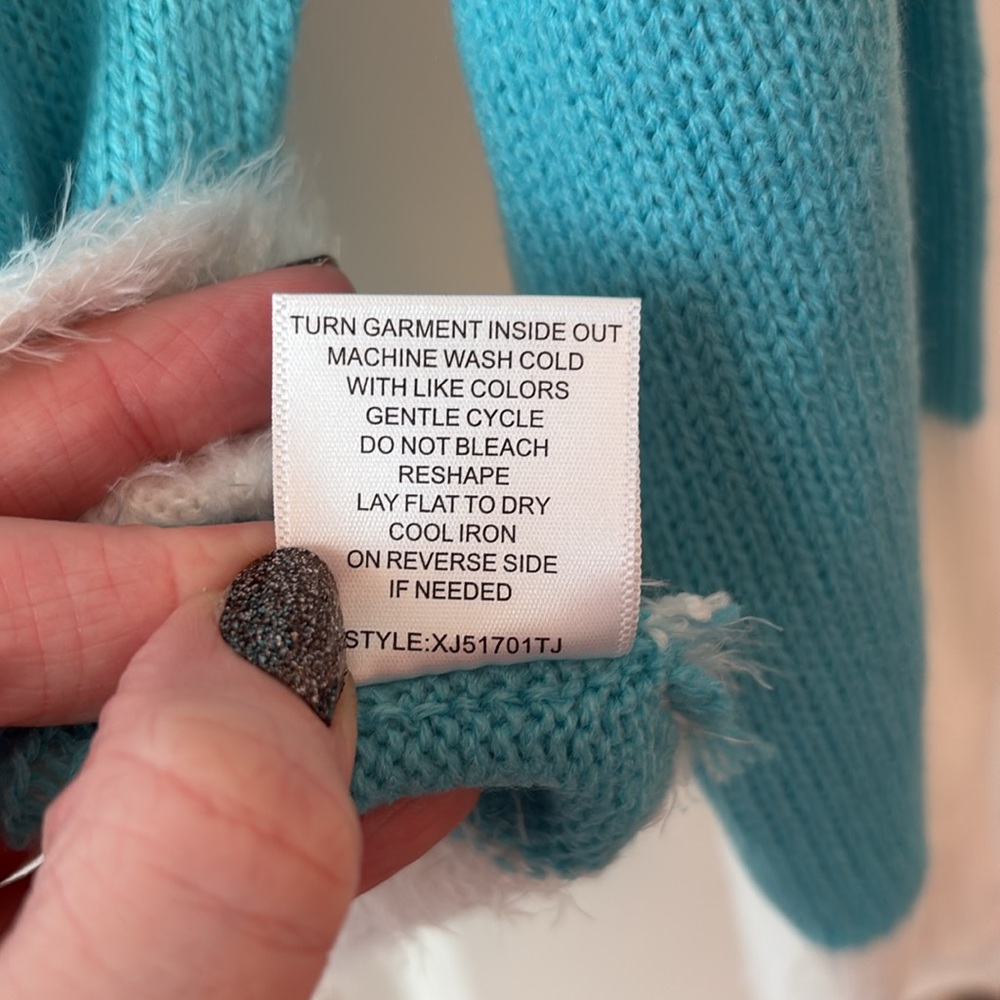 TURN GARMENT INSIDE OUT
MACHINE WASH COLD
WITH LIKE COLORS
GENTLE CYCLE
DO NOT BLEACH
RESHAPE
LAY FLAT TO DRY
COOL IRON
ON REVERSE SIDE
IF NEEDED
STYLE:XJ51701TJ